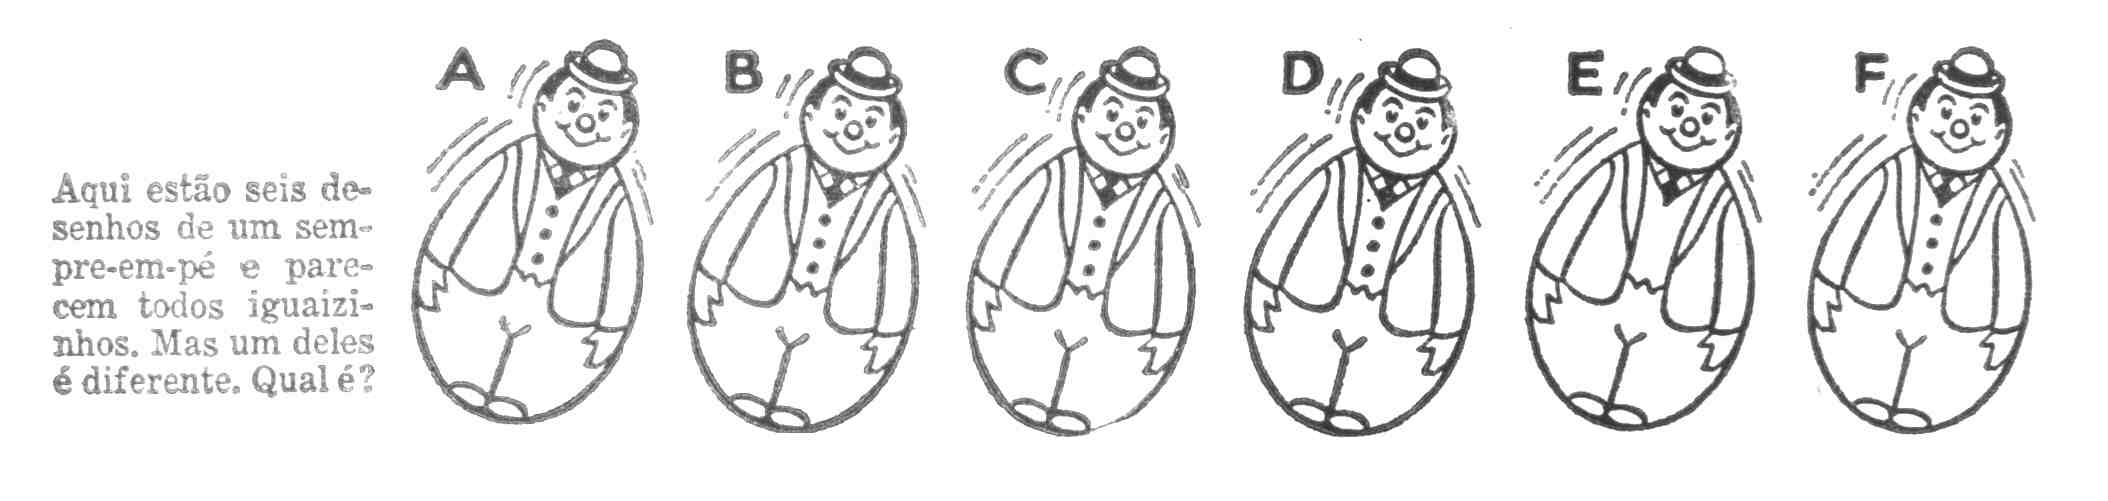 A B C D E F
Aqui estão seis de-
senhos de um sem-
pre-em-pé e pare-
cem todos iguaizi-
nhos. Mas um deles
é diferente. Qual é?